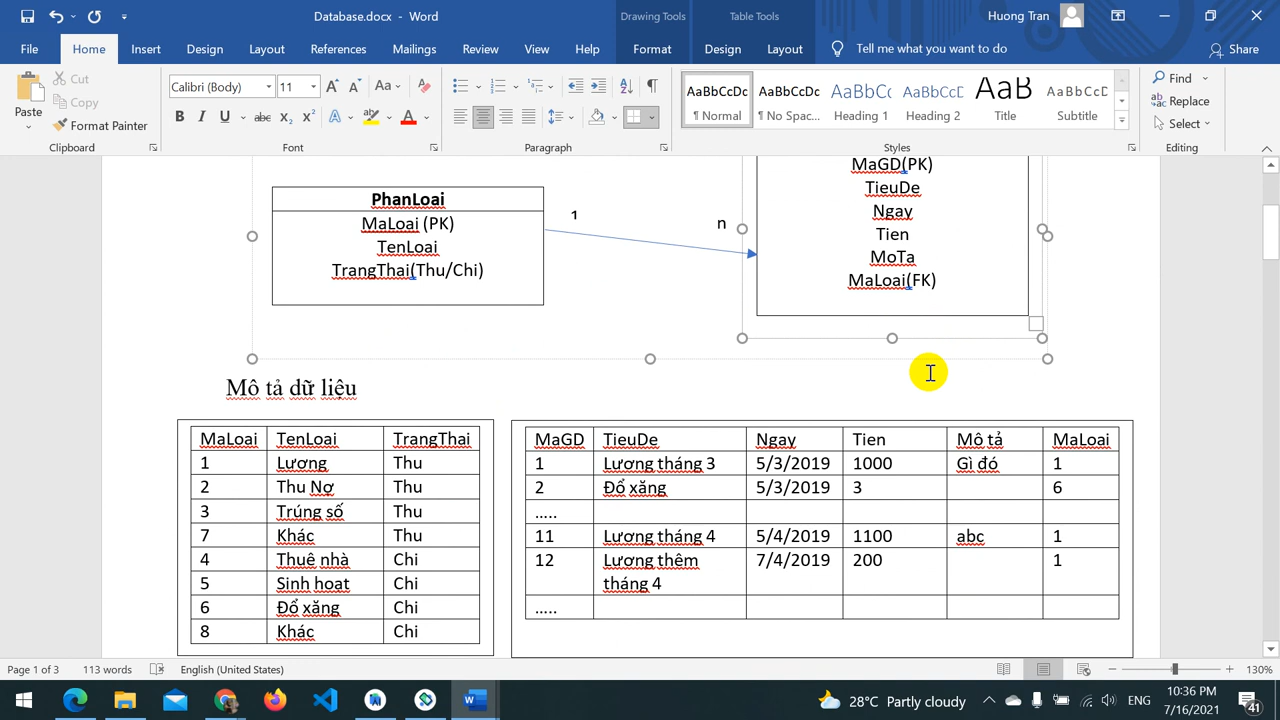 Database.docx - Word
Drawing Tools
Table Tools
Huong Tran
File
Home
Insert
Design
Layout
References
Mailings
Review
View
Help
Format
Design
Layout
Tell me what you want to do
Share
Paste
Cut
Copy
Format Painter
Clipboard
Calibri (Body)
11
Font
Paragraph
AaBbCcDc
¶ Normal
AaBbCcDc
¶ No Spac...
AaBbCc
Heading 1
AaBbCcD
Heading 2
AaB
Title
AaBbCcD
Subtitle
Styles
Find
Replace
Select
Editing
PhanLoai
MaLoai (PK)
TenLoai
TrangThai(Thu/Chi)
1
n
MaGD(PK)
TieuDe
Ngay
Tien
MoTa
MaLoai(FK)
Mô tả dữ liệu
MaLoai TenLoai TrangThai
1 Lương Thu
2 Thu Nợ Thu
3 Trúng số Thu
7 Khác Thu
4 Thuê nhà Chi
5 Sinh hoạt Chi
6 Đổ xăng Chi
8 Khác Chi
MaGD TieuDe Ngay Tien Mô tả MaLoai
1 Lương tháng 3 5/3/2019 1000 Gì đó 1
2 Đổ xăng 5/3/2019 3 6
.....
11 Lương tháng 4 5/4/2019 1100 abc 1
12 Lương thêm 7/4/2019 200 1
tháng 4
.....
Page 1 of 3
113 words
English (United States)
130%
28°C Partly cloudy
ENG
10:36 PM
7/16/2021
41